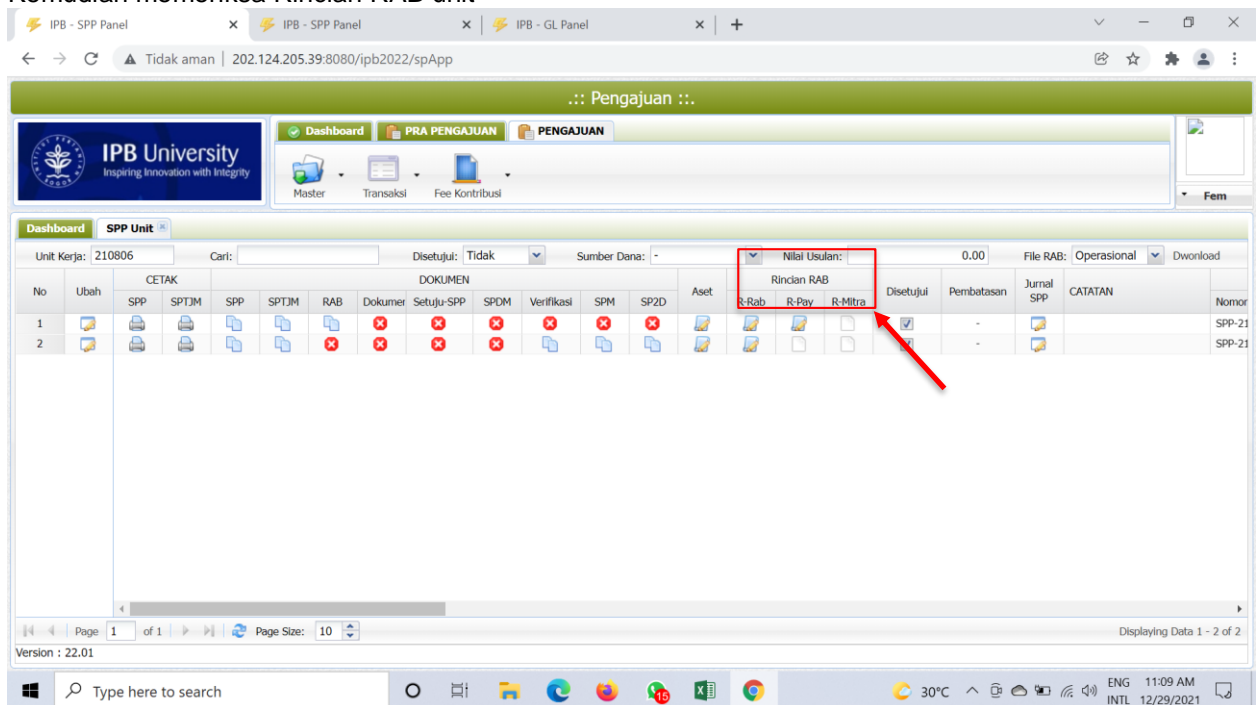 Kemudian memeriksa Rincian RAB unit
IPB - SPP Panel IPB - SPP Panel IPB - GL Panel
Tidak aman 202.124.205.39:8080/ipb2022/spApp
.:: Pengajuan ::.
IPB University
Inspiring Innovation with Integrity
Dashboard PRA PENGAJUAN PENGAJUAN
Master Transaksi Fee Kontribusi
Fem
Dashboard SPP Unit
Unit Kerja: 210806 Cari: Disetujui: Tidak Sumber Dana: - Nilai Usulan: 0.00 File RAB: Operasional Dwonload
No Ubah CETAK DOKUMEN Aset Rincian RAB Disetujui Pembatasan Jurnal SPP CATATAN
SPP SPTJM SPP SPTJM RAB Dokumer Setuju-SPP SPDM Verifikasi SPM SP2D R-Rab R-Pay R-Mitra Nomor
1 - SPP-21
2 - SPP-21
Page 1 of 1 Page Size: 10 Displaying Data 1 - 2 of 2
Version : 22.01
Type here to search 15 30°C ENG 11:09 AM
INTL 12/29/2021